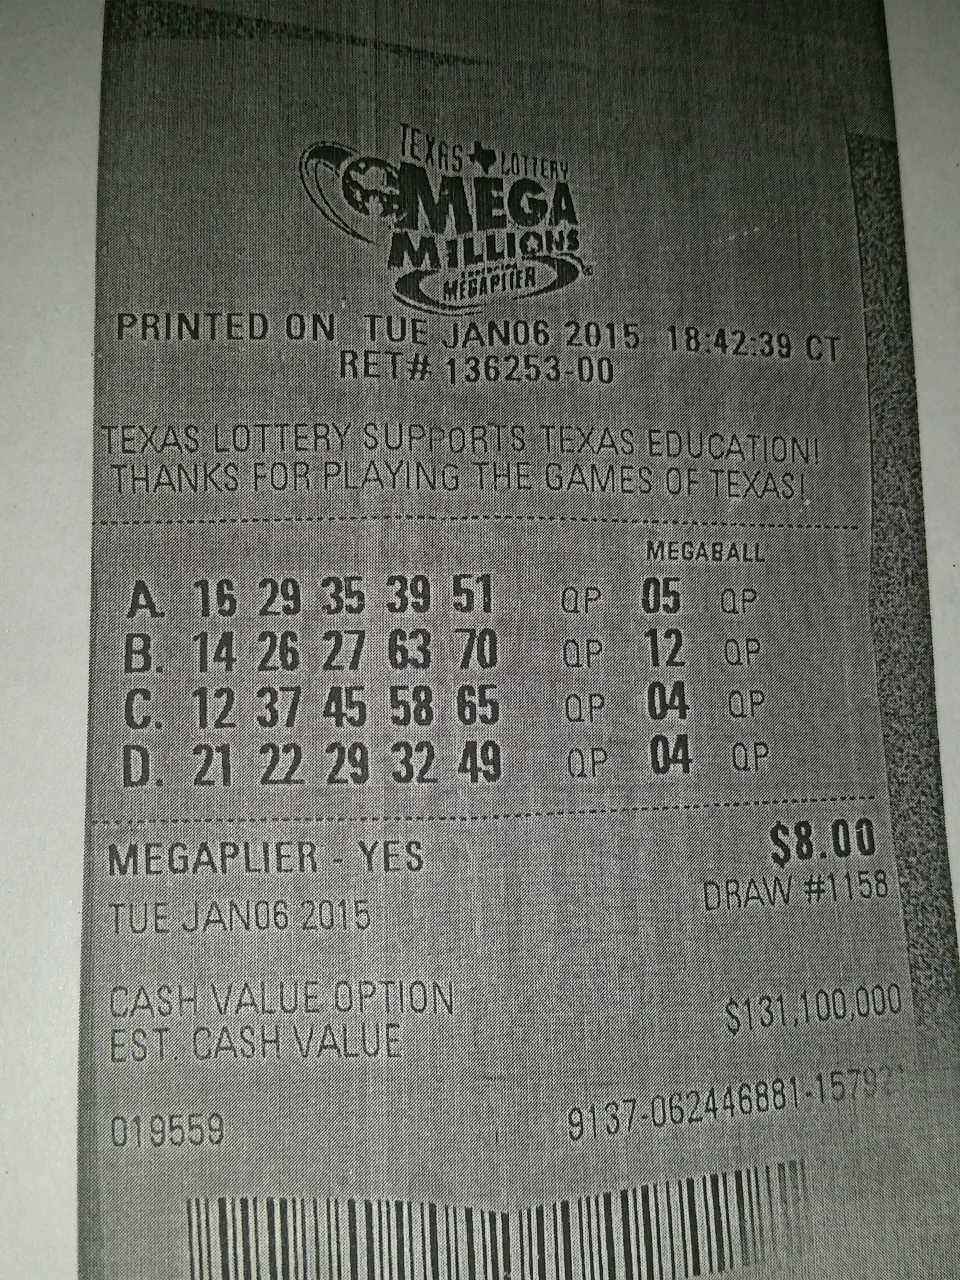 TEXAS LOTTERY
MEGA
MILLIONS
MEGAPLIER
PRINTED ON TUE JAN06 2015 18:42:39 CT
RET# 136253-00
TEXAS LOTTERY SUPPORTS TEXAS EDUCATION!
THANKS FOR PLAYING THE GAMES OF TEXAS!
MEGABALL
A. 16 29 35 39 51 QP 05 QP
B. 14 26 27 63 70 QP 12 QP
C. 12 37 45 58 65 QP 04 QP
D. 21 22 29 32 49 QP 04 QP
MEGAPLIER - YES $8.00
TUE JAN06 2015 DRAW #1158
CASH VALUE OPTION
EST. CASH VALUE $131,100,000
019559